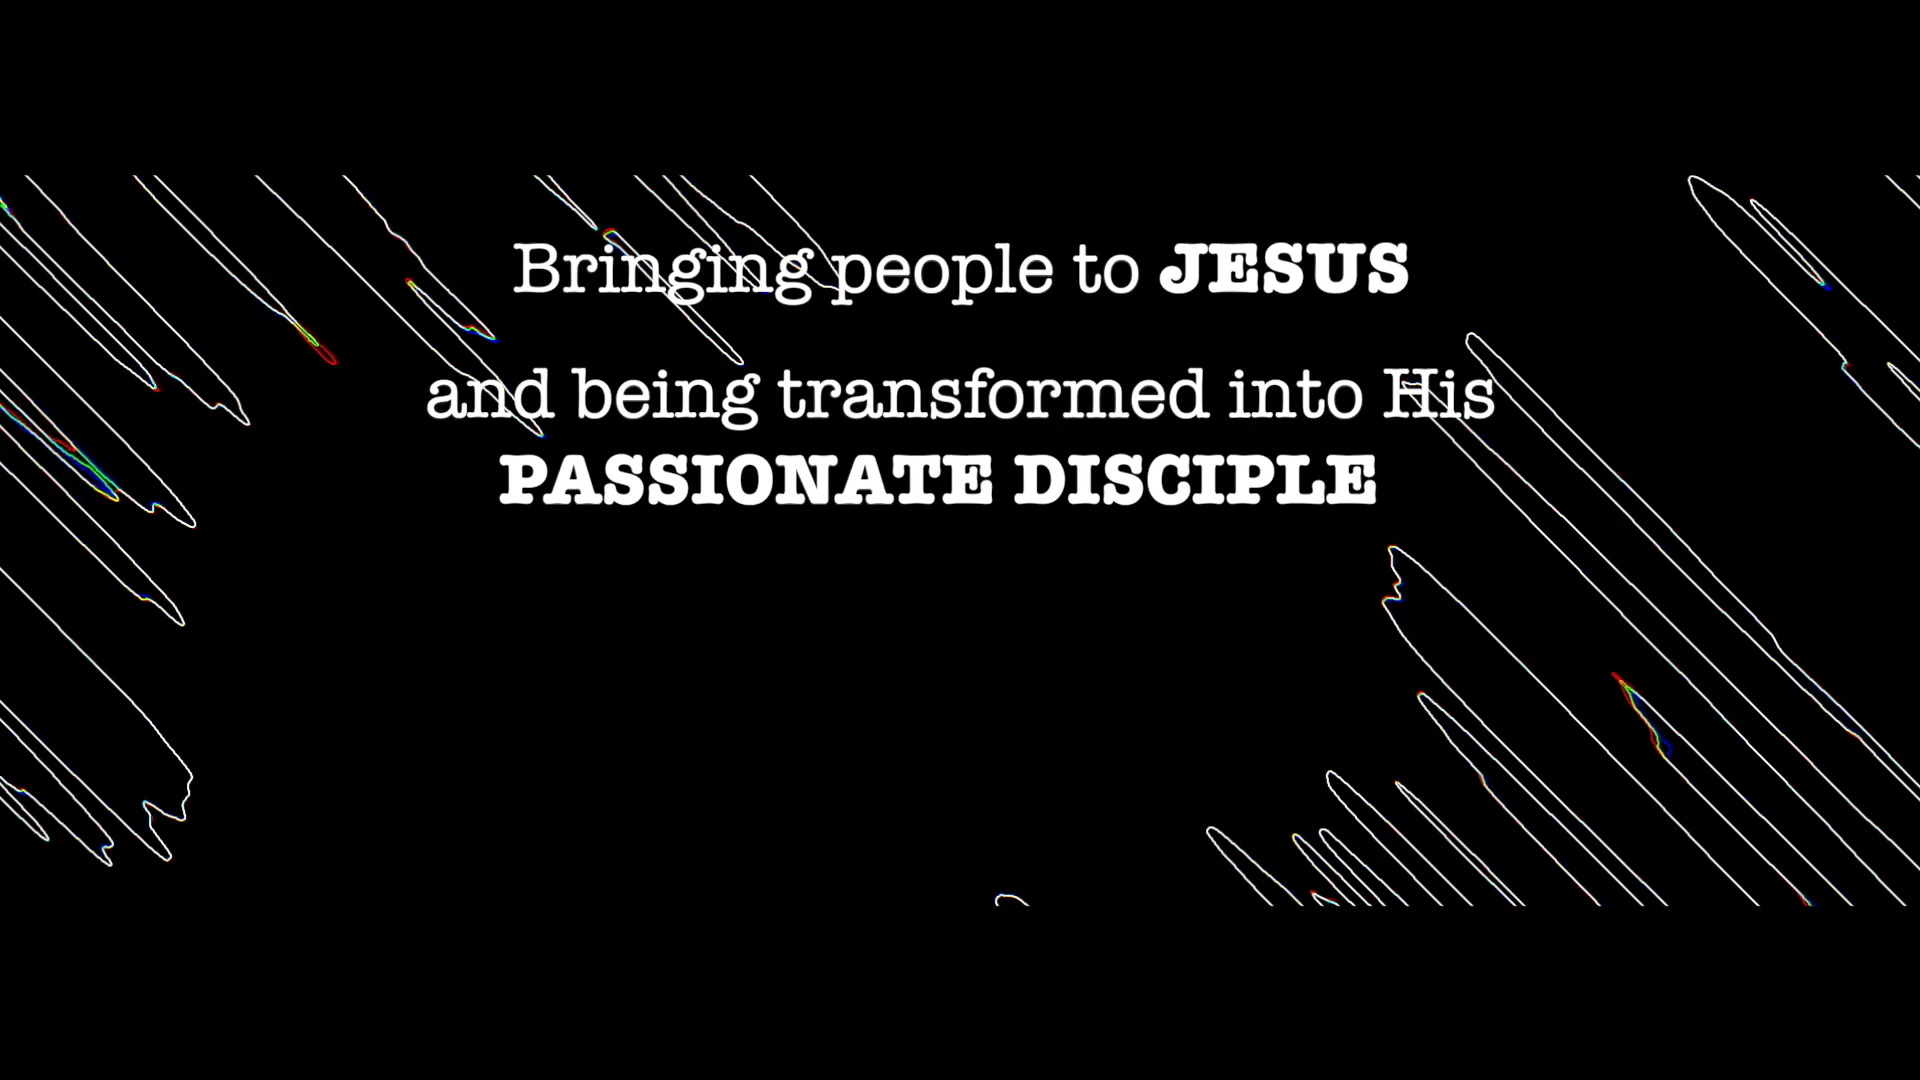 Bringing people to JESUS
and being transformed into His
PASSIONATE DISCIPLE